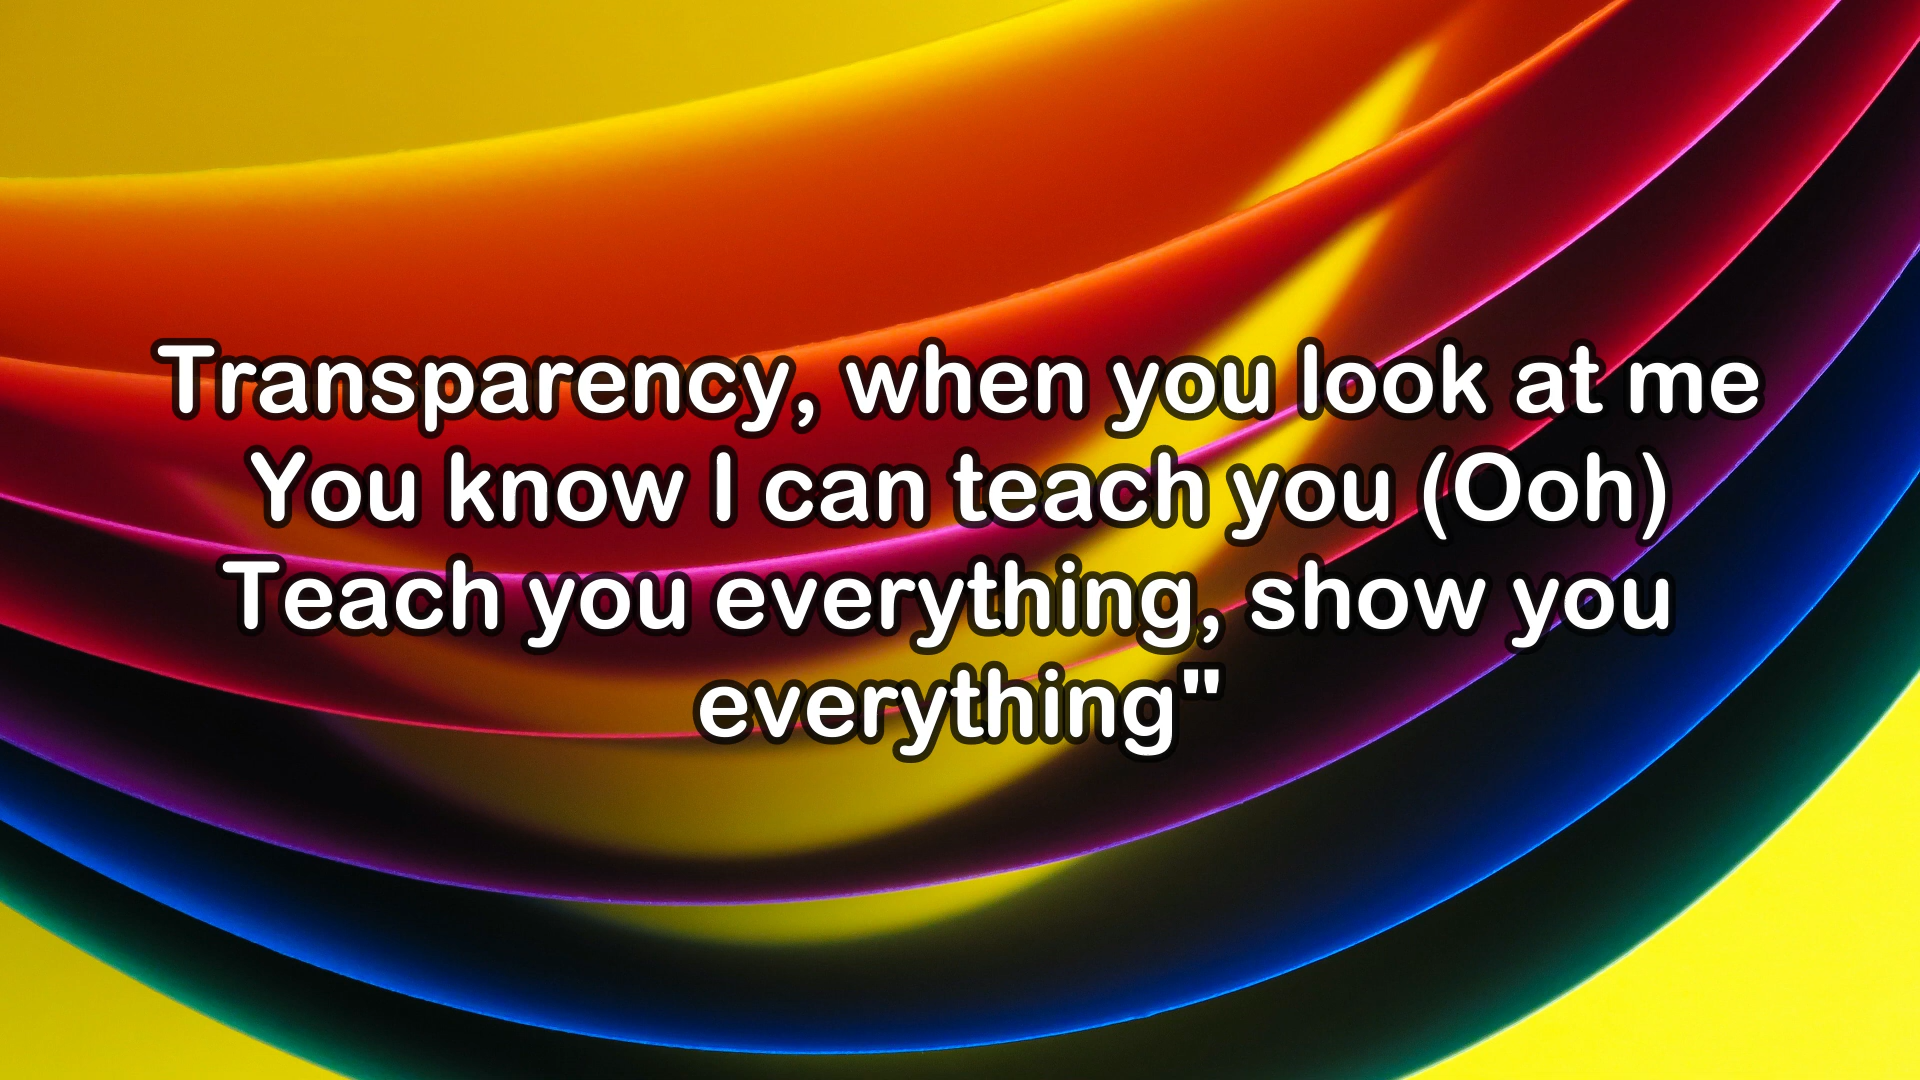 Transparency, when you look at me
You know I can teach you (Ooh)
Teach you everything, show you
everything"